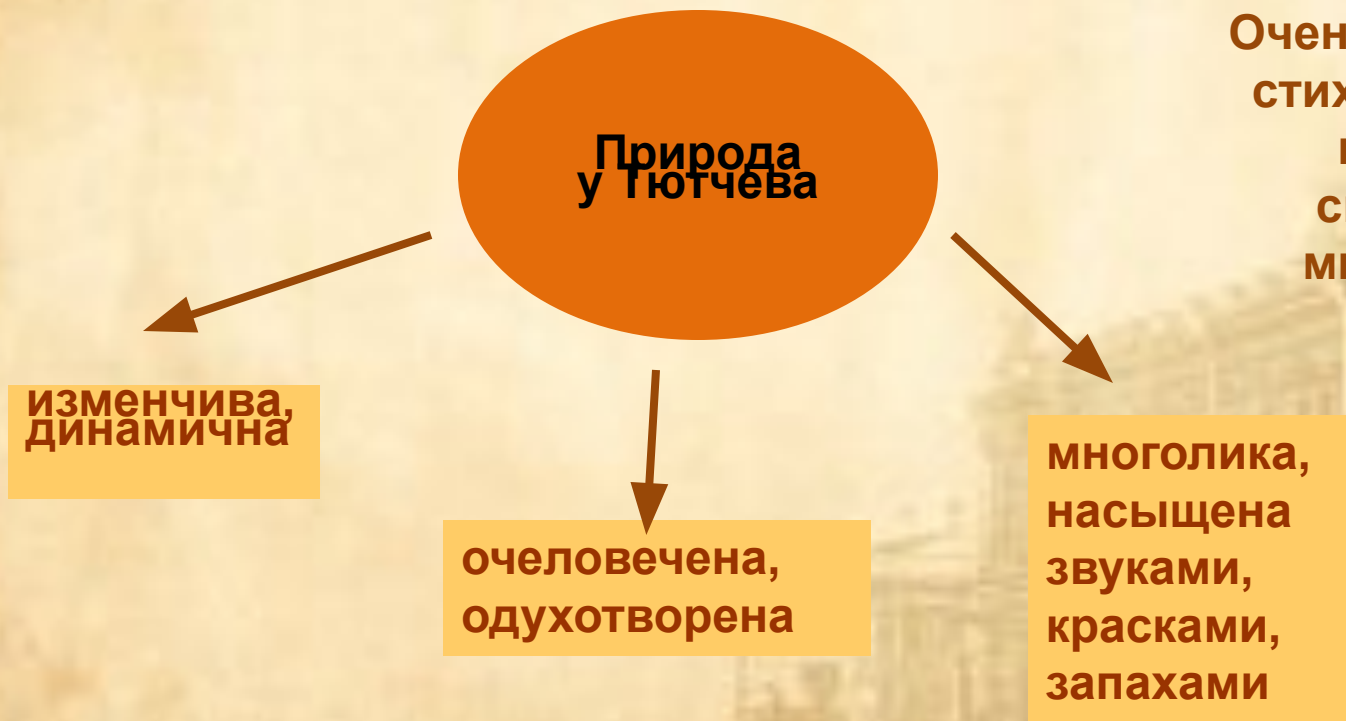 Природа
у Тютчева
изменчива,
динамична
очеловечена,
одухотворена
многолика,
насыщена
звуками,
красками,
запахами